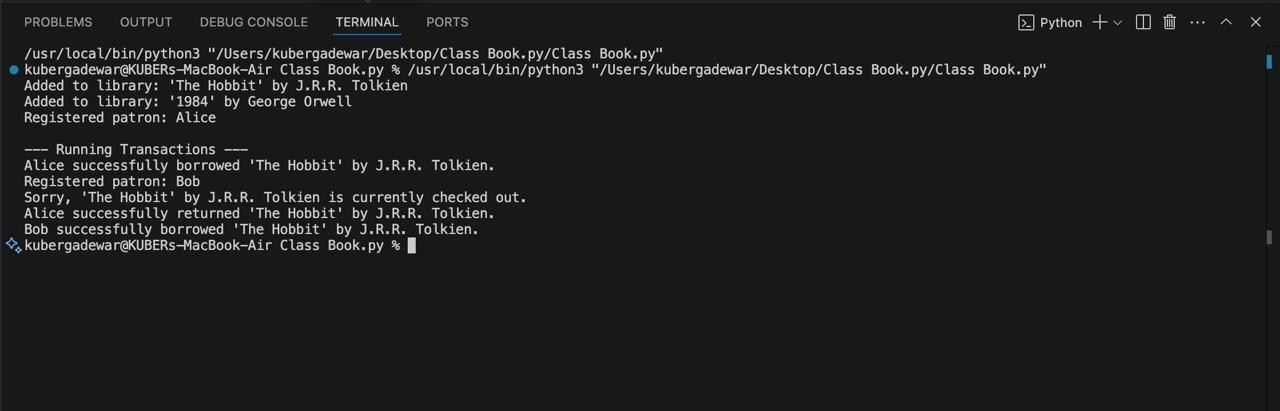 PROBLEMS OUTPUT DEBUG CONSOLE TERMINAL PORTS Python
/usr/local/bin/python3 "/Users/kubergadewar/Desktop/Class Book.py/Class Book.py"
kubergadewar@KUBERs-MacBook-Air Class Book.py % /usr/local/bin/python3 "/Users/kubergadewar/Desktop/Class Book.py/Class Book.py"
Added to library: 'The Hobbit' by J.R.R. Tolkien
Added to library: '1984' by George Orwell
Registered patron: Alice
--- Running Transactions ---
Alice successfully borrowed 'The Hobbit' by J.R.R. Tolkien.
Registered patron: Bob
Sorry, 'The Hobbit' by J.R.R. Tolkien is currently checked out.
Alice successfully returned 'The Hobbit' by J.R.R. Tolkien.
Bob successfully borrowed 'The Hobbit' by J.R.R. Tolkien.
kubergadewar@KUBERs-MacBook-Air Class Book.py %